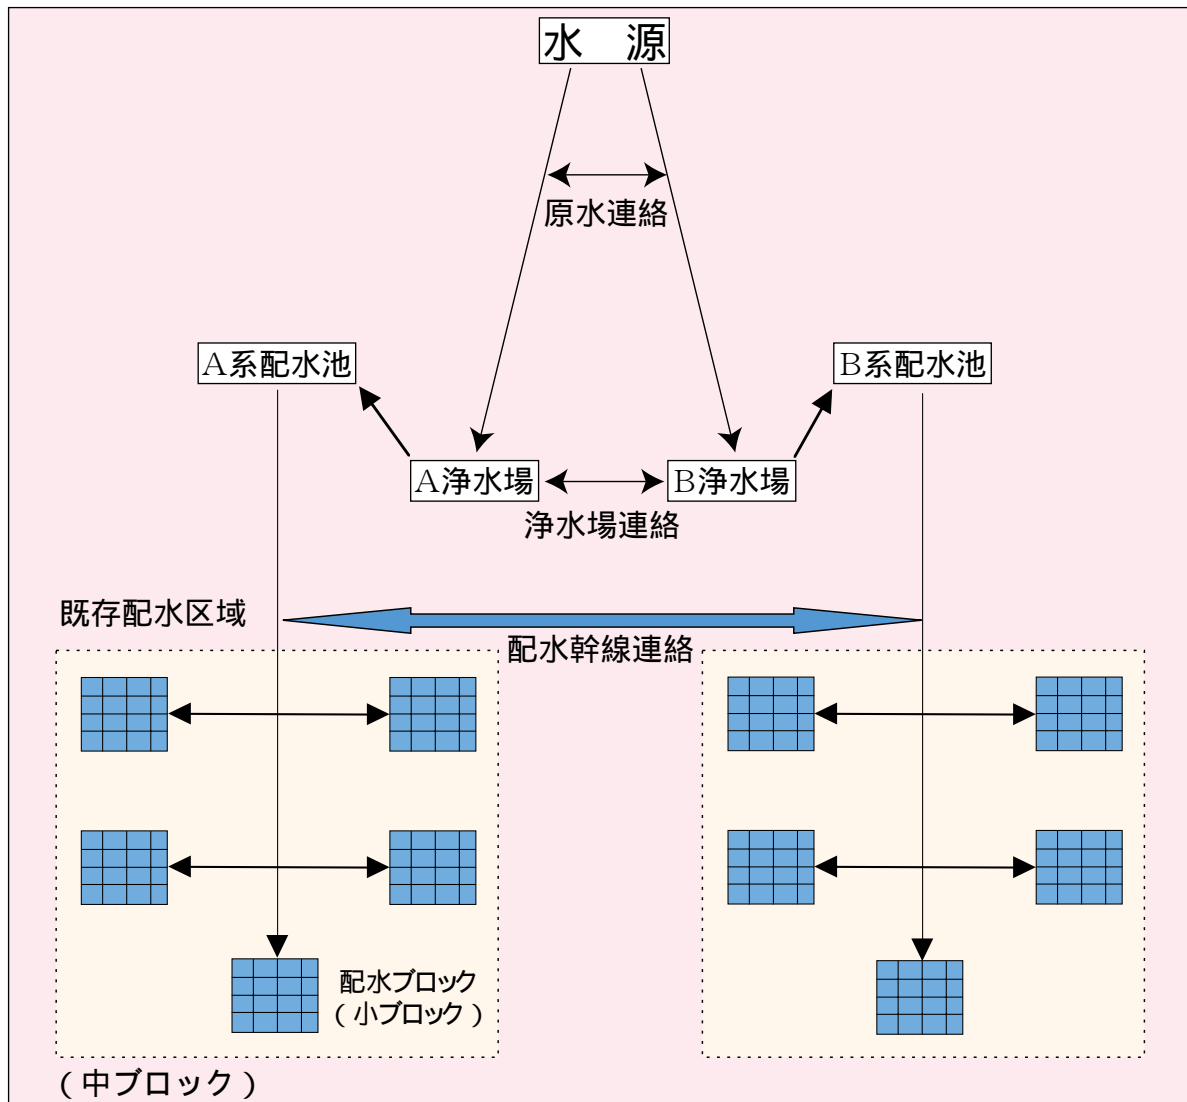 水　源
原水連絡
A系配水池
B系配水池
A浄水場
B浄水場
浄水場連絡
既存配水区域
配水幹線連絡
配水ブロック
(小ブロック)
(中ブロック)